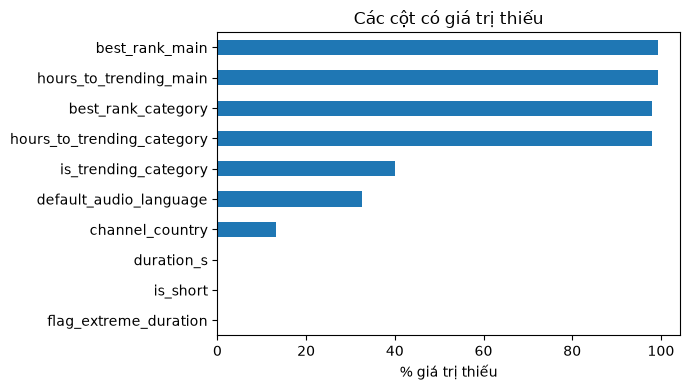 Các cột có giá trị thiếu
best_rank_main
hours_to_trending_main
best_rank_category
hours_to_trending_category
is_trending_category
default_audio_language
channel_country
duration_s
is_short
flag_extreme_duration
0 20 40 60 80 100
% giá trị thiếu